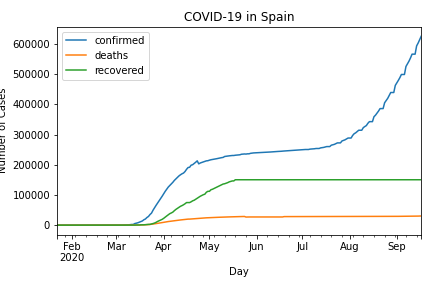 COVID-19 in Spain
confirmed
deaths
recovered
600000
500000
400000
300000
200000
100000
0
Number of Cases
Feb Mar Apr May Jun Jul Aug Sep
2020
Day